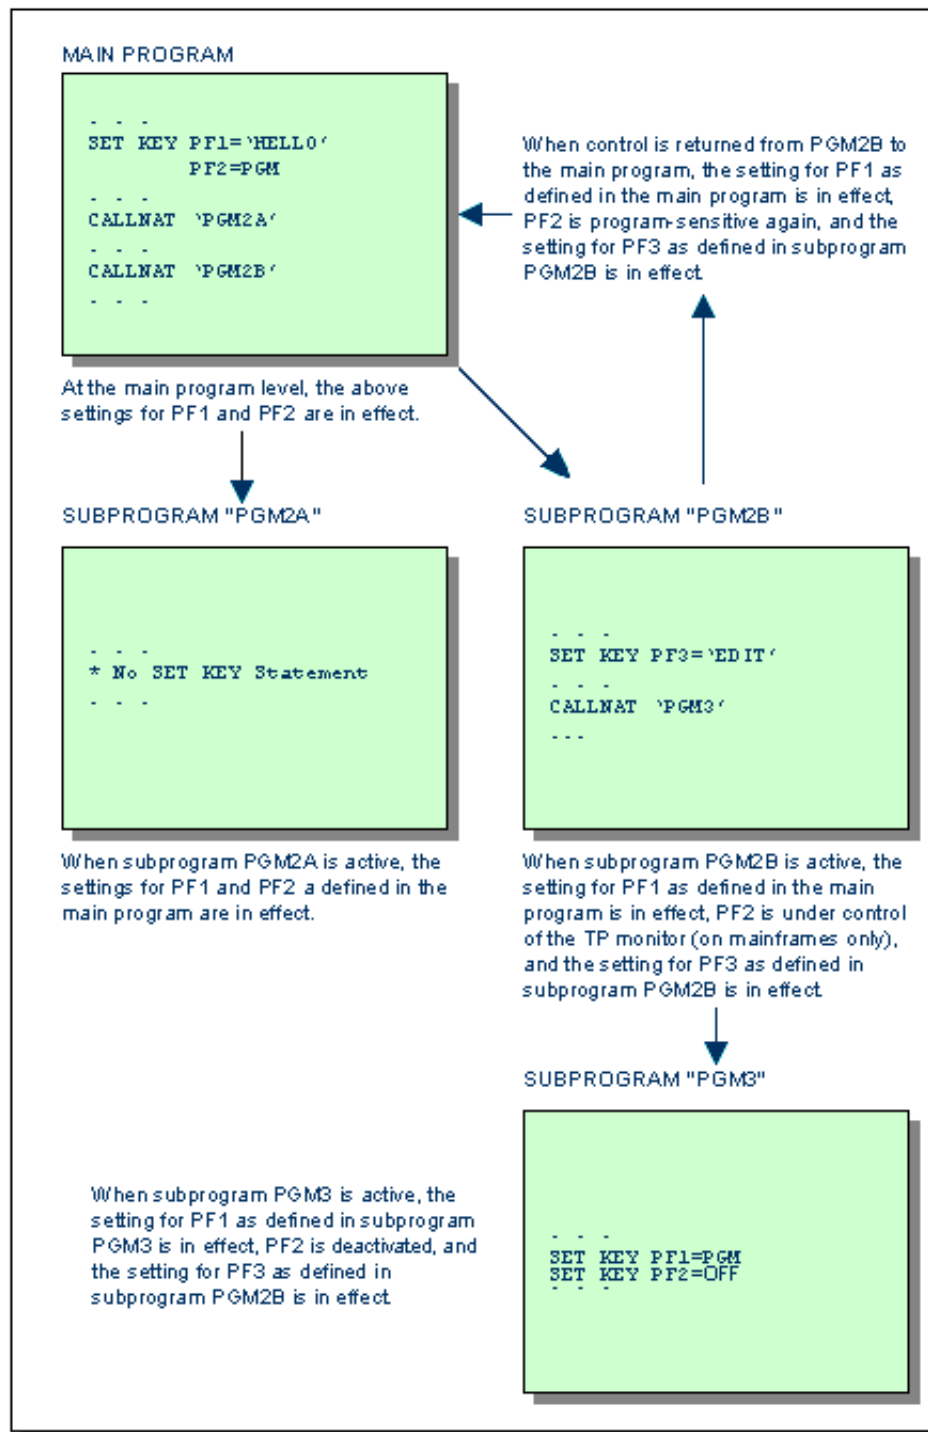 MAIN PROGRAM
- - -
SET KEY PF1=‵HELLO′
PF2=PGM
- - -
CALLNAT ‵PGM2A′
- - -
CALLNAT ‵PGM2B′
- - -
When control is returned from PGM2B to
the main program, the setting for PF1 as
defined in the main program is in effect,
PF2 is program-sensitive again, and the
setting for PF3 as defined in subprogram
PGM2B is in effect.
At the main program level, the above
settings for PF1 and PF2 are in effect.
SUBPROGRAM "PGM2A"
- - -
* No SET KEY Statement
- - -
When subprogram PGM2A is active, the
settings for PF1 and PF2 a defined in the
main program are in effect.
SUBPROGRAM "PGM2B"
- - -
SET KEY PF3=‵EDIT′
- - -
CALLNAT ‵PGM3′
---
When subprogram PGM2B is active, the
setting for PF1 as defined in the main
program is in effect, PF2 is under control
of the TP monitor (on mainframes only),
and the setting for PF3 as defined in
subprogram PGM2B is in effect.
SUBPROGRAM "PGM3"
- - -
SET KEY PF1=PGM
SET KEY PF2=OFF
- - -
When subprogram PGM3 is active, the
setting for PF1 as defined in subprogram
PGM3 is in effect, PF2 is deactivated, and
the setting for PF3 as defined in
subprogram PGM2B is in effect.